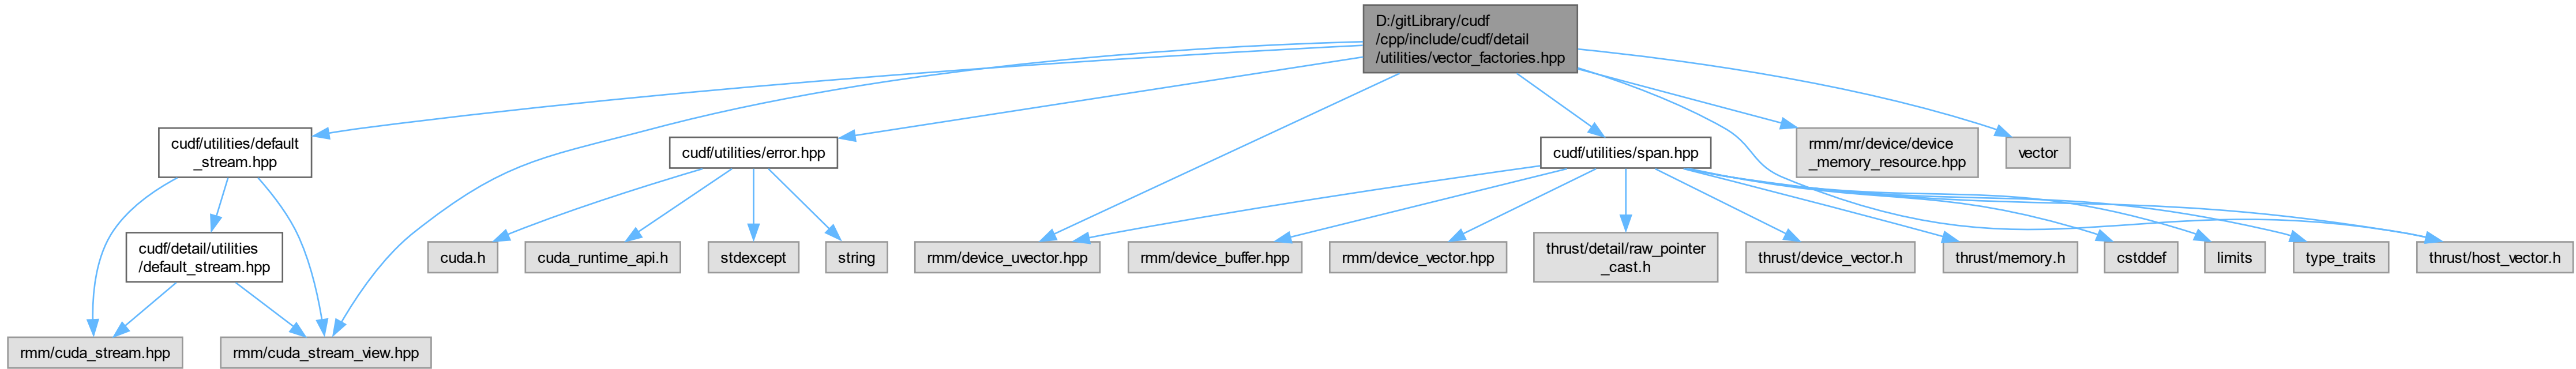 D:/gitLibrary/cudf
/cpp/include/cudf/detail
/utilities/vector_factories.hpp
cudf/utilities/default
_stream.hpp
cudf/utilities/error.hpp
cudf/utilities/span.hpp
rmm/mr/device/device
_memory_resource.hpp
vector
cudf/detail/utilities
/default_stream.hpp
cuda.h
cuda_runtime_api.h
stdexcept
string
rmm/device_uvector.hpp
rmm/device_buffer.hpp
rmm/device_vector.hpp
thrust/detail/raw_pointer
_cast.h
thrust/device_vector.h
thrust/memory.h
cstddef
limits
type_traits
thrust/host_vector.h
rmm/cuda_stream.hpp
rmm/cuda_stream_view.hpp